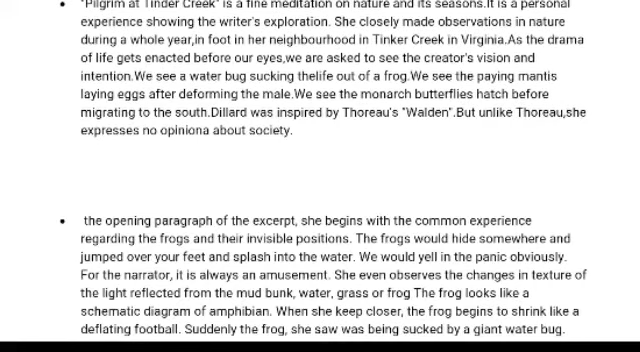 • "Pilgrim at Tinder Creek" is a fine meditation on nature and its seasons.It is a personal
experience showing the writer's exploration. She closely made observations in nature
during a whole year,in foot in her neighbourhood in Tinker Creek in Virginia.As the drama
of life gets enacted before our eyes,we are asked to see the creator's vision and
intention.We see a water bug sucking thelife out of a frog.We see the paying mantis
laying eggs after deforming the male.We see the monarch butterflies hatch before
migrating to the south.Dillard was inspired by Thoreau's "Walden".But unlike Thoreau,she
expresses no opiniona about society.
• the opening paragraph of the excerpt, she begins with the common experience
regarding the frogs and their invisible positions. The frogs would hide somewhere and
jumped over your feet and splash into the water. We would yell in the panic obviously.
For the narrator, it is always an amusement. She even observes the changes in texture of
the light reflected from the mud bunk, water, grass or frog The frog looks like a
schematic diagram of amphibian. When she keep closer, the frog begins to shrink like a
deflating football. Suddenly the frog, she saw was being sucked by a giant water bug.